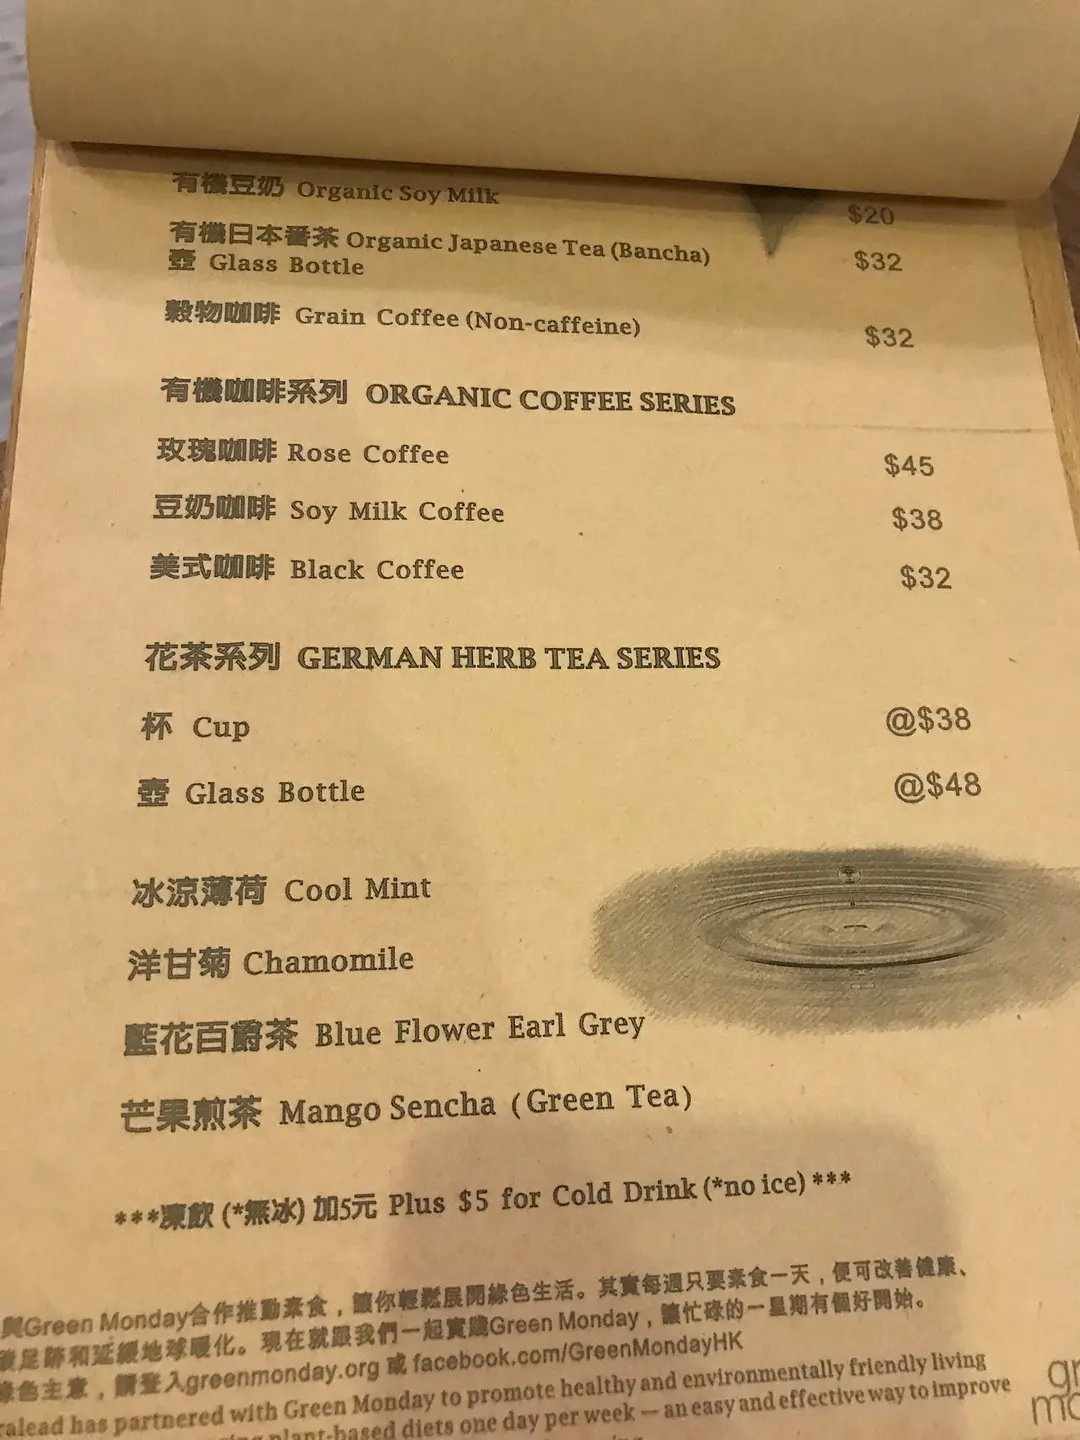 有機豆奶 Organic Soy Milk $20
有機日本番茶 Organic Japanese Tea (Bancha) $32
壺 Glass Bottle
穀物咖啡 Grain Coffee (Non-caffeine) $32
有機咖啡系列 ORGANIC COFFEE SERIES
玫瑰咖啡 Rose Coffee $45
豆奶咖啡 Soy Milk Coffee $38
美式咖啡 Black Coffee $32
花茶系列 GERMAN HERB TEA SERIES
杯 Cup @$38
壺 Glass Bottle @$48
冰涼薄荷 Cool Mint
洋甘菊 Chamomile
藍花百爵茶 Blue Flower Earl Grey
芒果煎茶 Mango Sencha (Green Tea)
***凍飲 (*無冰) 加5元 Plus $5 for Cold Drink (*no ice) ***
與Green Monday合作推動素食，讓你輕鬆展開綠色生活。其實每週只要素食一天，便可改善健康、
足跡和延緩地球暖化。現在就跟我們一起實踐Green Monday，讓忙碌的一星期有個好開始。
綠色主意，請登入greenmonday.org 或 facebook.com/GreenMondayHK
has partnered with Green Monday to promote healthy and environmentally friendly living
plant-based diets one day per week — an easy and effective way to improve